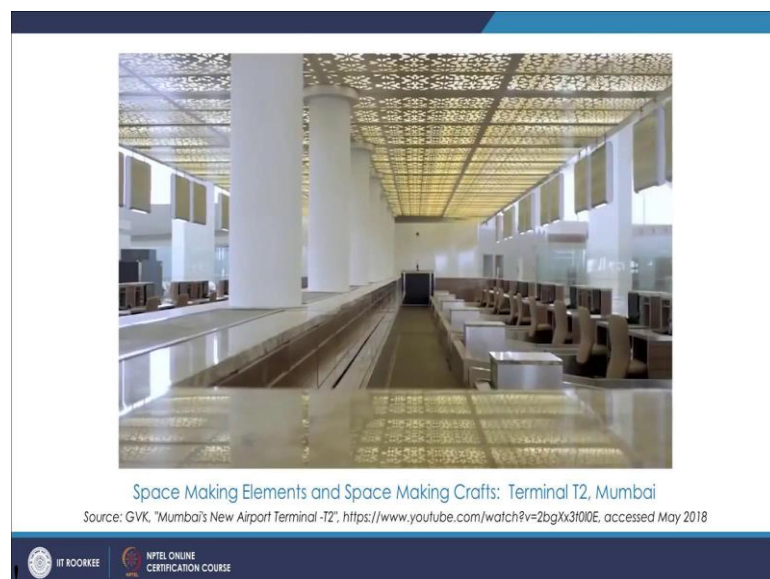 Space Making Elements and Space Making Crafts: Terminal T2, Mumbai
Source: GVK, "Mumbai's New Airport Terminal -T2", https://www.youtube.com/watch?v=2bgXx3f0I0E, accessed May 2018
IIT ROORKEE
NPTEL ONLINE
CERTIFICATION COURSE